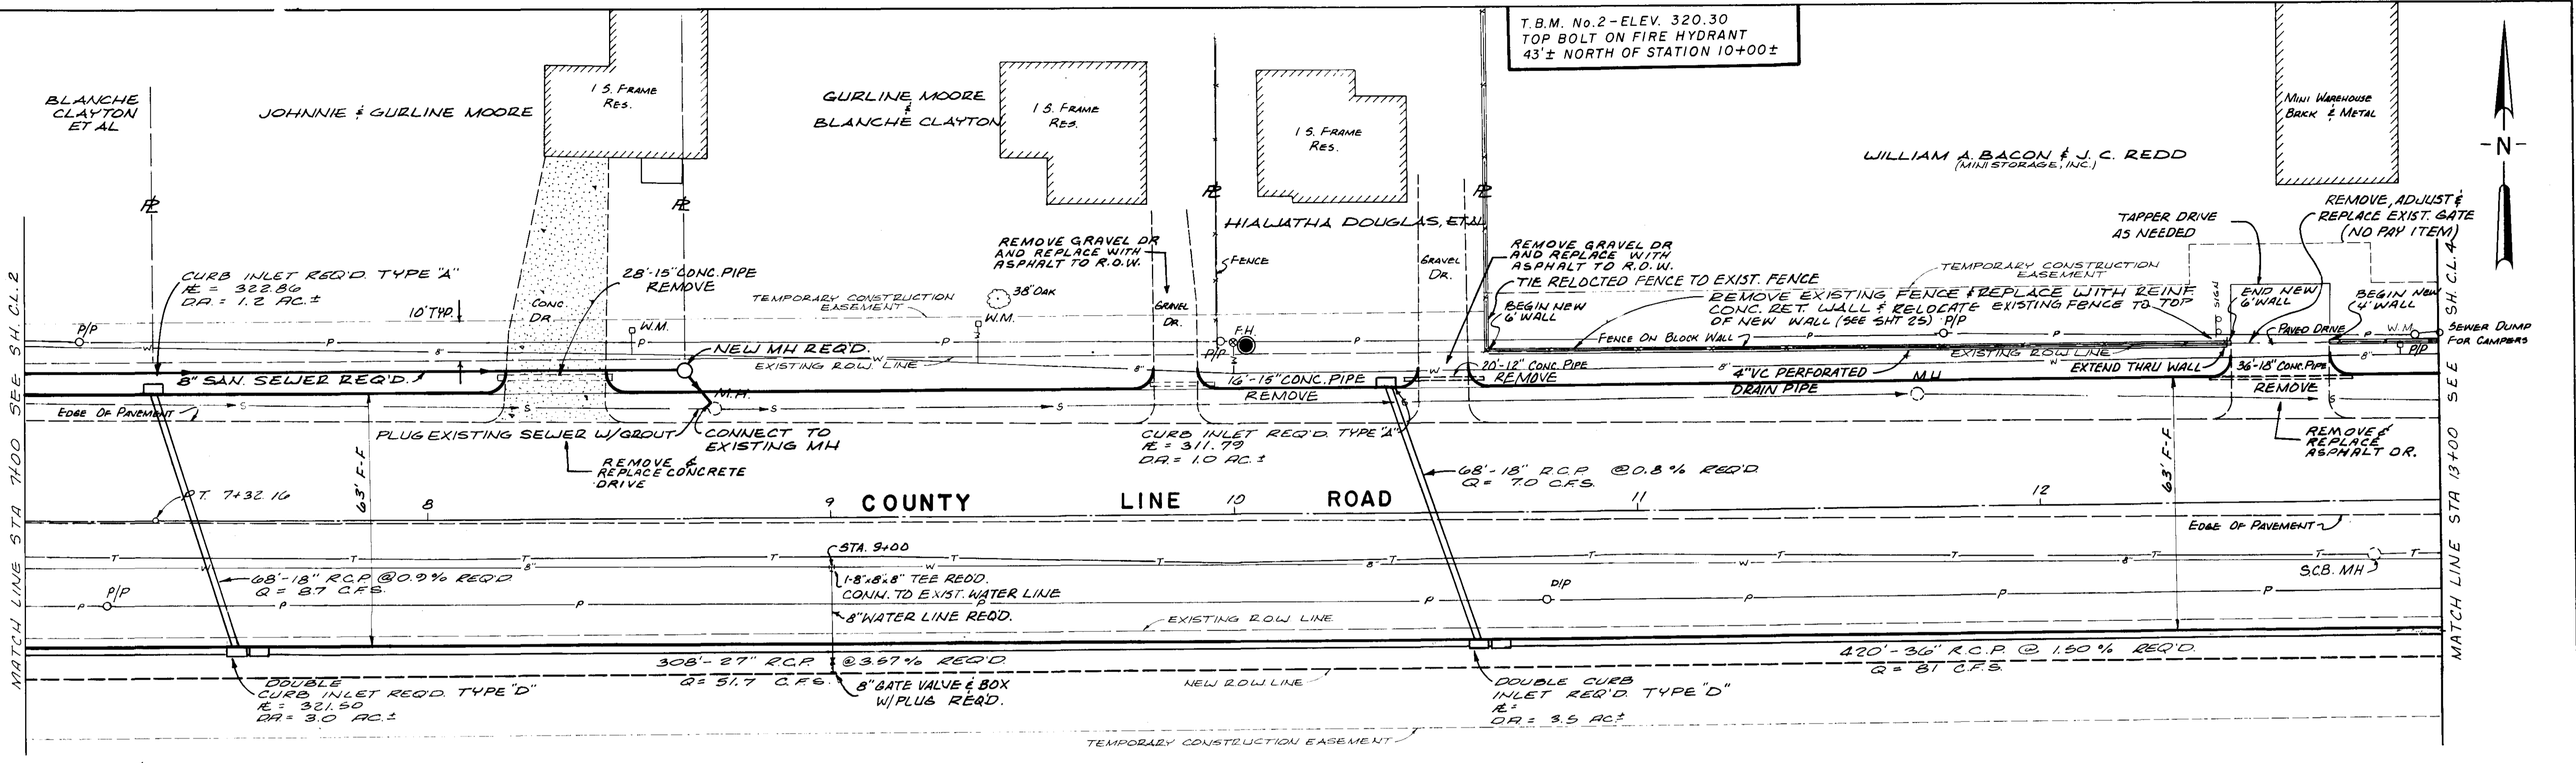 T.B.M. No.2-ELEV. 320.30
TOP BOLT ON FIRE HYDRANT
43'± NORTH OF STATION 10+00±
BLANCHE
CLAYTON
ET AL
JOHNNIE & GURLINE MOORE
1 S. FRAME
RES.
GURLINE MOORE
&
BLANCHE CLAYTON
1 S. FRAME
RES.
1 S. FRAME
RES.
HIAWATHA DOUGLAS, ET AL
WILLIAM A. BACON & J. C. REDD
(MINI STORAGE, INC.)
MINI WAREHOUSE
BRICK & METAL
-N-
MATCH LINE STA 7+00 SEE SH. C.L. 2
CURB INLET REQ'D. TYPE "A"
℄ = 322.86
D.A. = 1.2 AC.±
28'-15" CONC. PIPE
REMOVE
10' TYP.
CONC.
DR.
TEMPORARY CONSTRUCTION
EASEMENT
38" OAK
REMOVE GRAVEL DR
AND REPLACE WITH
ASPHALT TO R.O.W.
GRAVEL
DR.
FENCE
GRAVEL
DR.
REMOVE GRAVEL DR
AND REPLACE WITH
ASPHALT TO R.O.W.
TIE RELOCTED FENCE TO EXIST. FENCE
BEGIN NEW
6' WALL
REMOVE EXISTING FENCE & REPLACE WITH REINF.
CONC. RET. WALL & RELOCATE EXISTING FENCE TO TOP
OF NEW WALL (SEE SHT 25)
TEMPORARY CONSTRUCTION
EASEMENT
TAPPER DRIVE
AS NEEDED
REMOVE, ADJUST &
REPLACE EXIST. GATE
(NO PAY ITEM)
SIGN
END NEW
6' WALL
BEGIN NEW
4' WALL
SEWER DUMP
FOR CAMPERS
PAVED DRIVE
W.M.
P/P
P/P
P/P
W.M.
W.M.
F.H.
P/P
FENCE ON BLOCK WALL
EXISTING ROW LINE
NEW MH REQ'D.
EXISTING ROW LINE
8" SAN. SEWER REQ'D.
16'-15" CONC. PIPE
REMOVE
20'-12" CONC. PIPE
REMOVE
4" VC PERFORATED
DRAIN PIPE
M.H.
EXTEND THRU WALL
36'-18" CONC. PIPE
REMOVE
EDGE OF PAVEMENT
M.H.
PLUG EXISTING SEWER W/GROUT
CONNECT TO
EXISTING MH
REMOVE &
REPLACE CONCRETE
DRIVE
CURB INLET REQ'D. TYPE "A"
℄ = 311.79
D.A. = 1.0 AC.±
REMOVE &
REPLACE
ASPHALT DR.
68'-18" R.C.P. @ 0.8% REQ'D.
Q = 7.0 C.F.S.
63' F-F
63' F-F
P.T. 7+32.16
8
9
COUNTY LINE ROAD
10
11
12
EDGE OF PAVEMENT
MATCH LINE STA 13+00 SEE SH. C.L. 4
STA. 9+00
1-8"x8"x8" TEE REQ'D.
CONN. TO EXIST. WATER LINE
8" WATER LINE REQ'D.
68'-18" R.C.P. @ 0.9% REQ'D.
Q = 8.7 C.F.S.
P/P
P/P
S.C.B. MH
EXISTING ROW LINE
308'-27" R.C.P. @ 3.57% REQ'D.
Q = 51.7 C.F.S.
8" GATE VALVE & BOX
W/PLUG REQ'D.
NEW ROW LINE
420'-36" R.C.P. @ 1.50% REQ'D.
Q = 81 C.F.S.
DOUBLE
CURB INLET REQ'D. TYPE "D"
℄ = 321.50
D.A. = 3.0 AC.±
DOUBLE CURB
INLET REQ'D. TYPE "D"
℄ =
D.A. = 3.5 AC.±
TEMPORARY CONSTRUCTION EASEMENT